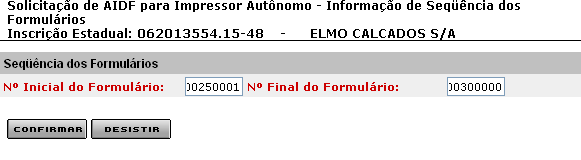 Solicitação de AIDF para Impressor Autônomo - Informação de Seqüência dos
Formulários
Inscrição Estadual: 062013554.15-48 - ELMO CALCADOS S/A
Seqüência dos Formulários
Nº Inicial do Formulário: 00250001 Nº Final do Formulário: 00300000
CONFIRMAR DESISTIR